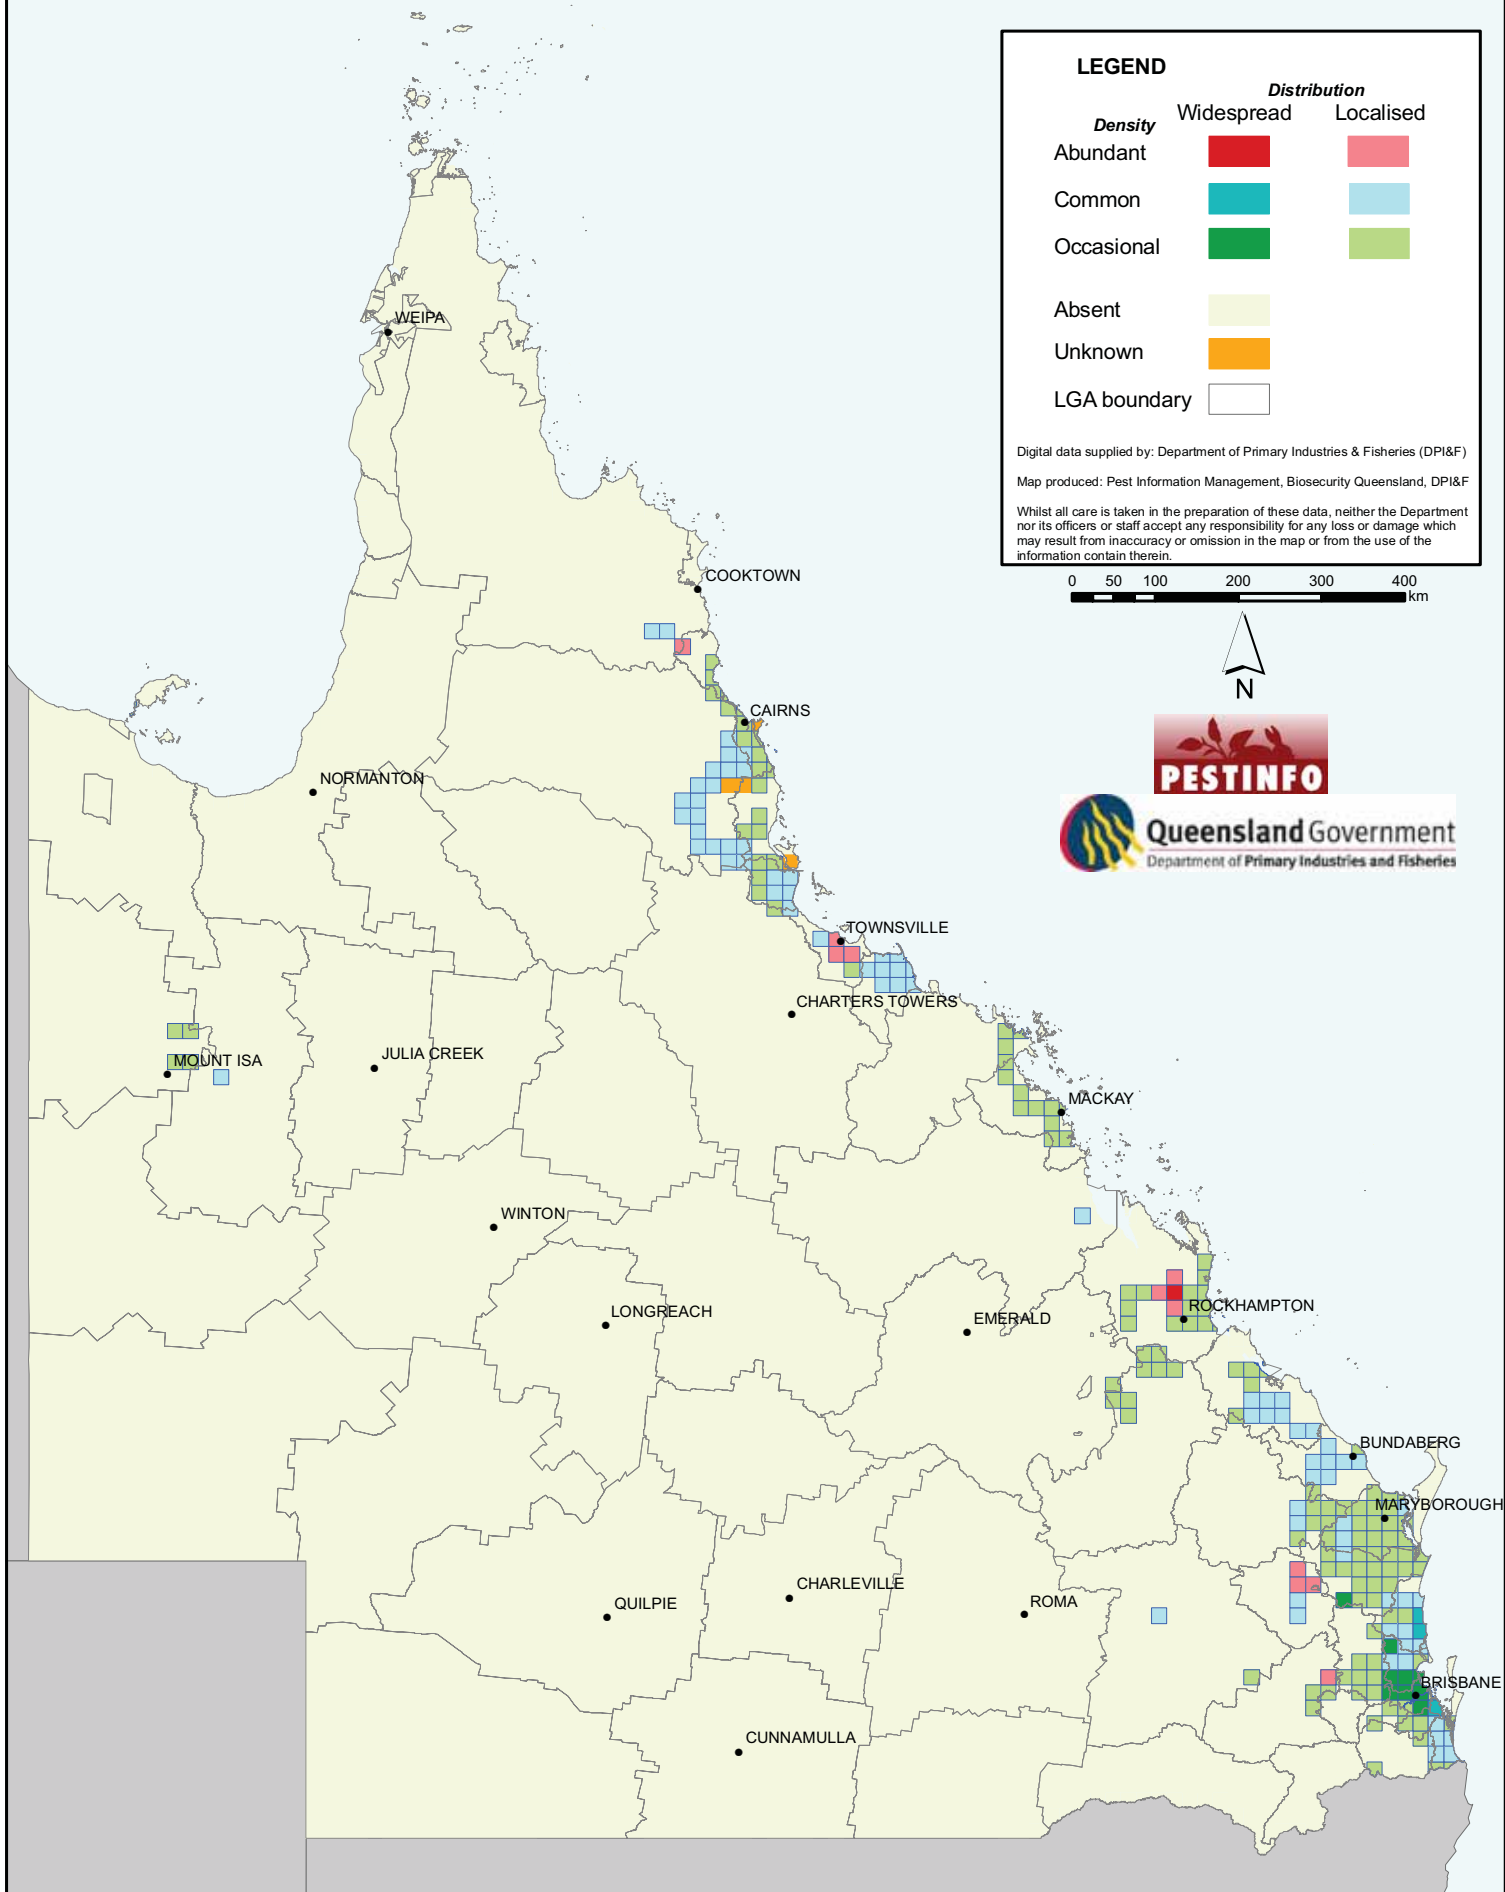 LEGEND
Distribution
Density
Widespread Localised
Abundant
Common
Occasional
Absent
Unknown
LGA boundary
Digital data supplied by: Department of Primary Industries & Fisheries (DPI&F)
Map produced: Pest Information Management, Biosecurity Queensland, DPI&F
Whilst all care is taken in the preparation of these data, neither the Department
nor its officers or staff accept any responsibility for any loss or damage which
may result from inaccuracy or omission in the map or from the use of the
information contain therein.
0 50 100 200 300 400
km
N
PESTINFO
Queensland Government
Department of Primary Industries and Fisheries
WEIPA
COOKTOWN
CAIRNS
NORMANTON
TOWNSVILLE
CHARTERS TOWERS
MOUNT ISA
JULIA CREEK
MACKAY
WINTON
LONGREACH
EMERALD
ROCKHAMPTON
BUNDABERG
MARYBOROUGH
CHARLEVILLE
QUILPIE
ROMA
BRISBANE
CUNNAMULLA